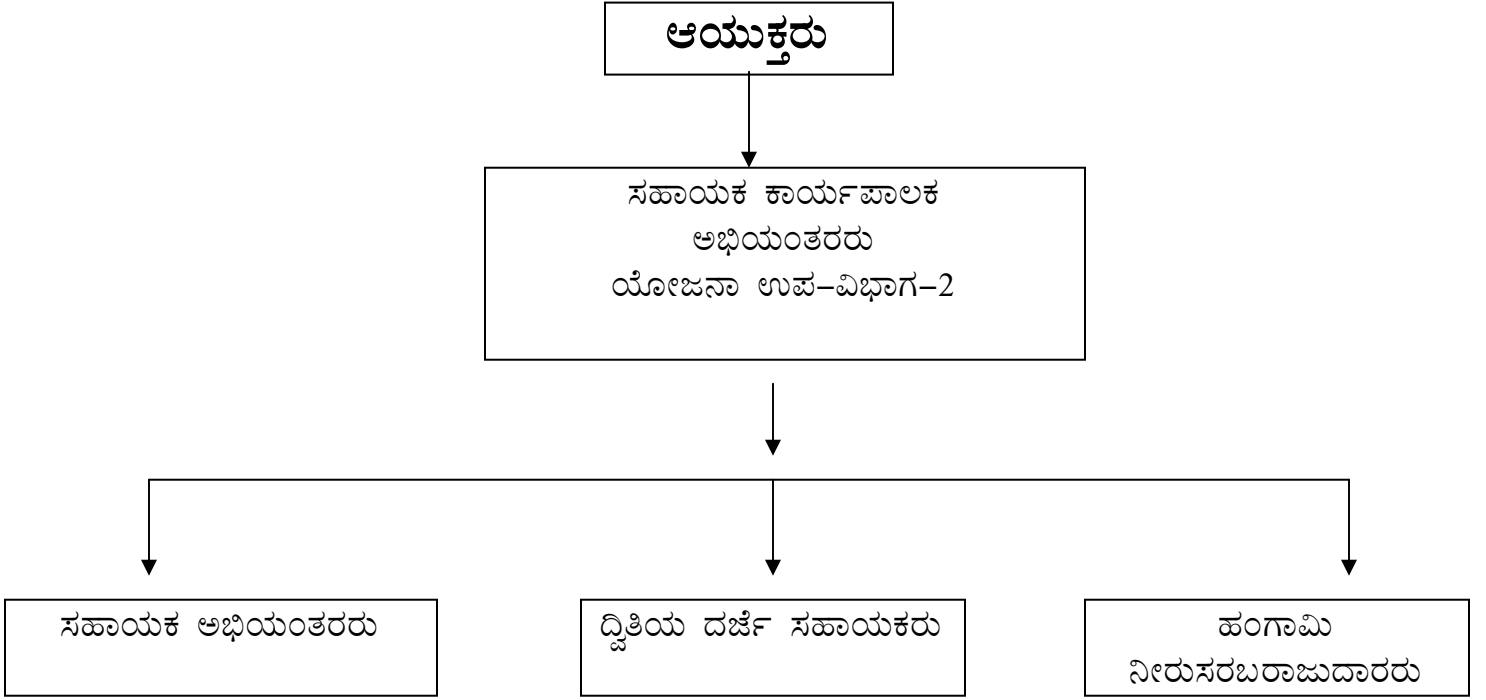 ಆಯುಕ್ತರು
ಸಹಾಯಕ ಕಾರ್ಯಪಾಲಕ
ಅಭಿಯಂತರರು
ಯೋಜನಾ ಉಪ–ವಿಭಾಗ–2
ಸಹಾಯಕ ಅಭಿಯಂತರರು
ದ್ವಿತಿಯ ದರ್ಜೆ ಸಹಾಯಕರು
ಹಂಗಾಮಿ
ನೀರುಸರಬರಾಜುದಾರರು